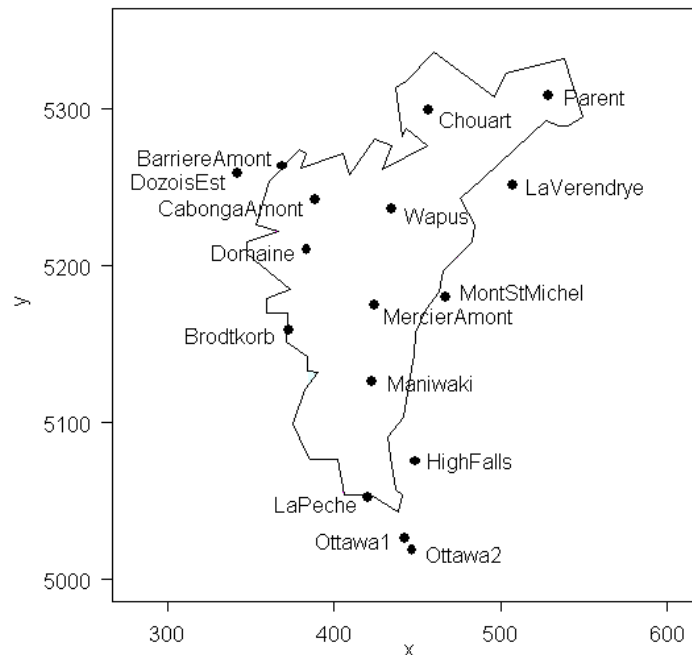 5300
Parent
Chouart
BarriereAmont
DozoisEst
LaVerendrye
CabongaAmont
Wapus
5200
Domaine
MontStMichel
MercierAmont
y
Brodtkorb
Maniwaki
5100
HighFalls
LaPeche
Ottawa1
Ottawa2
5000
300 400 500 600
x